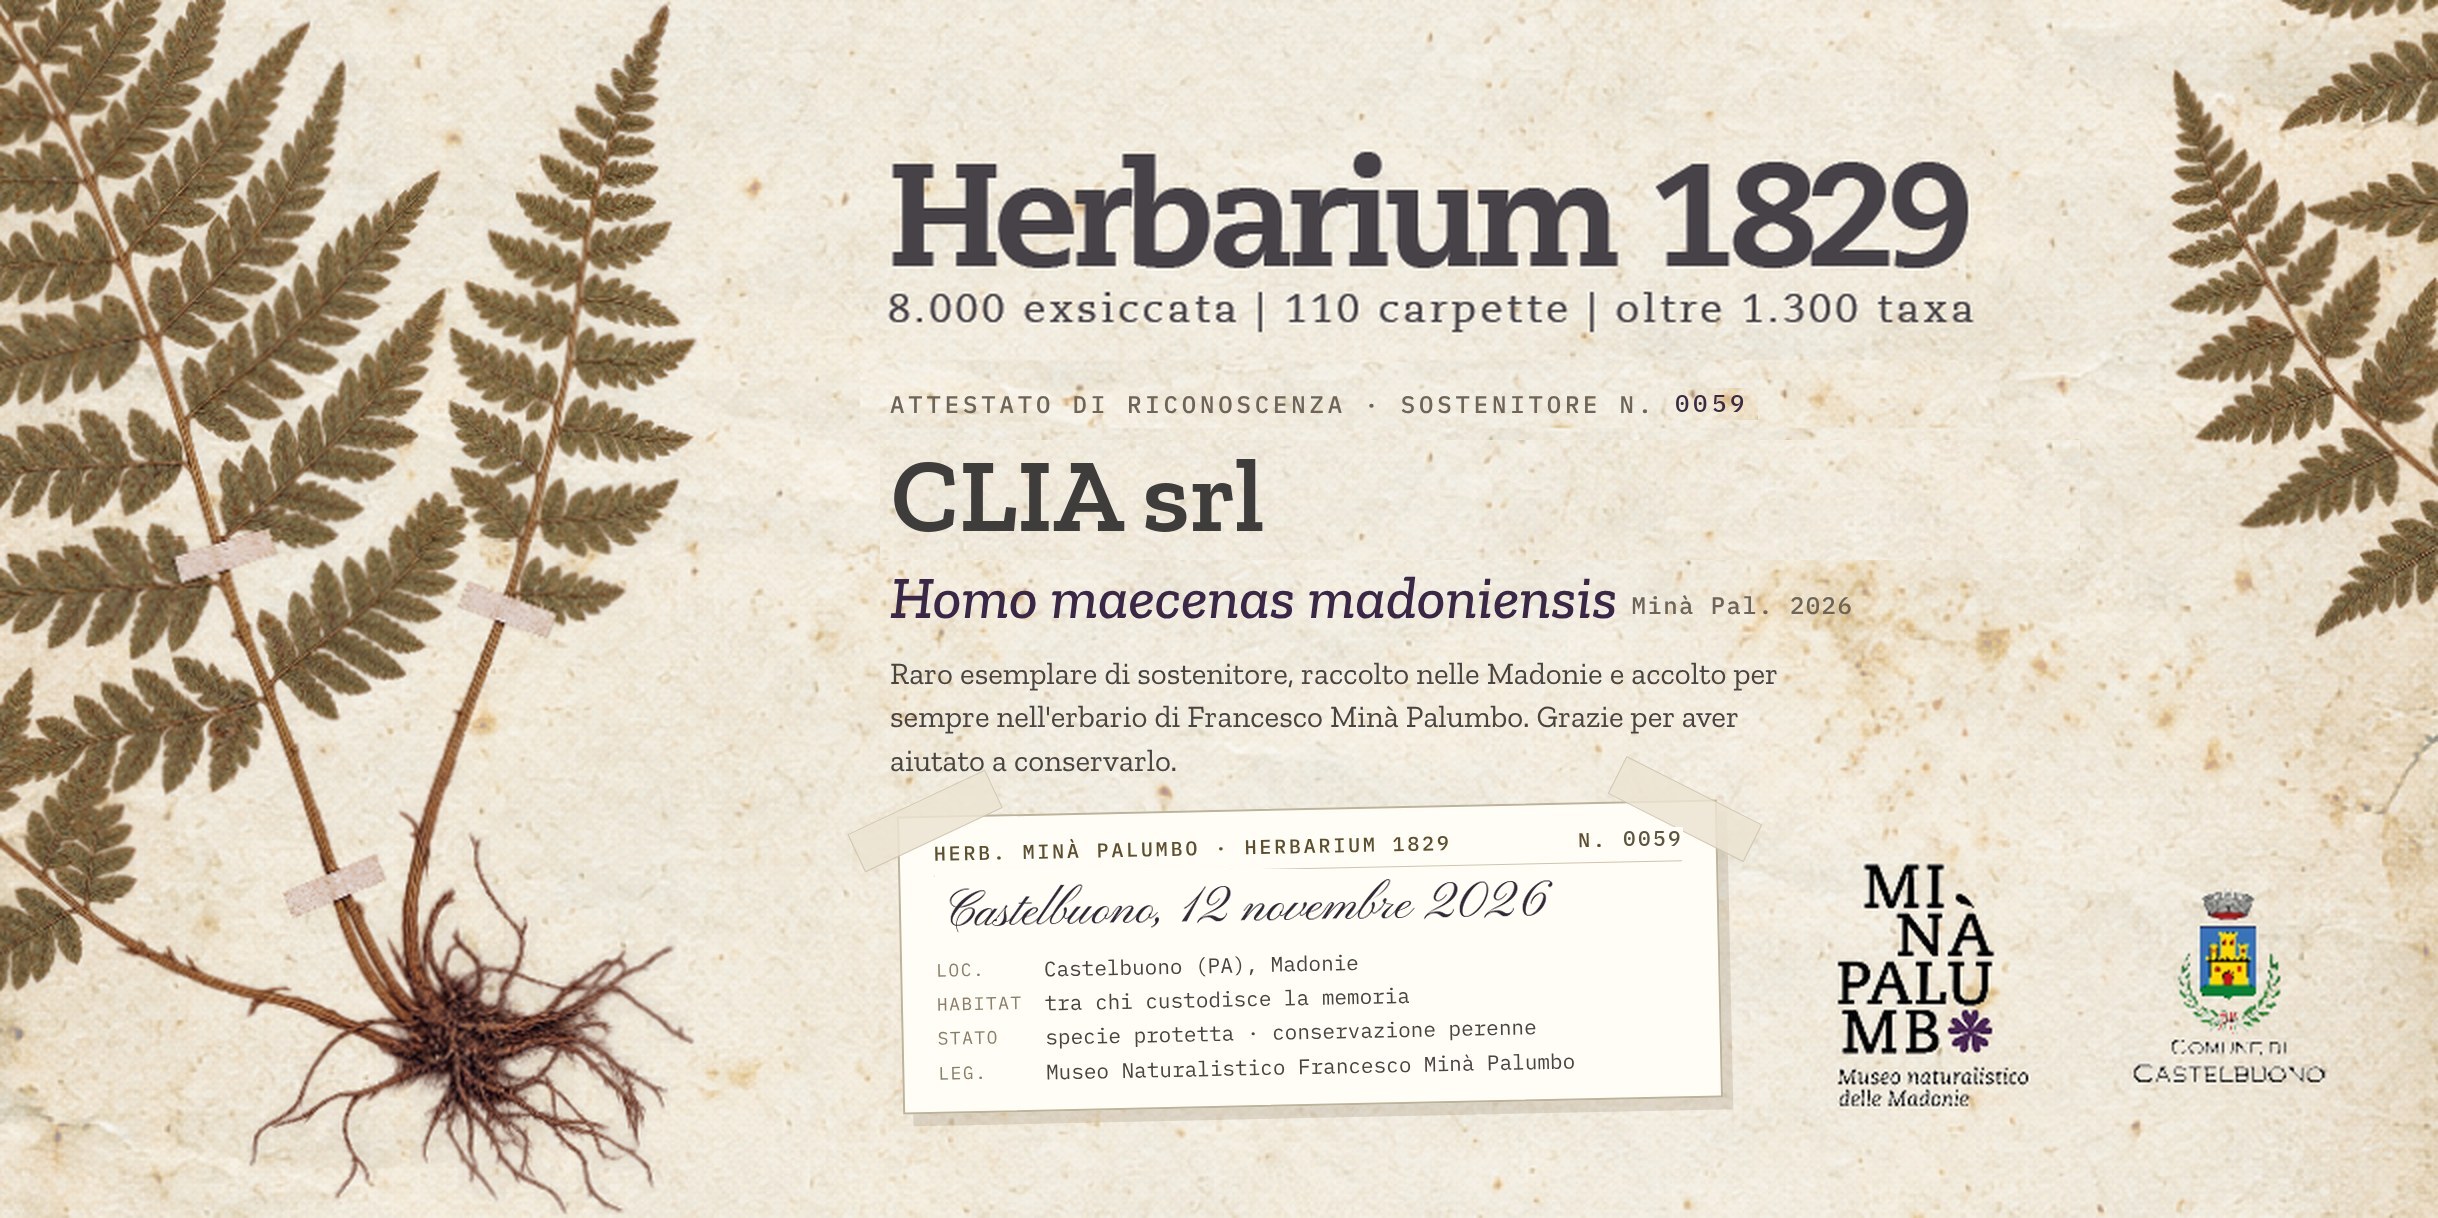 Herbarium 1829
8.000 exsiccata | 110 carpette | oltre 1.300 taxa
ATTESTATO DI RICONOSCENZA · SOSTENITORE N. 0059
CLIA srl
Homo maecenas madoniensis Minà Pal. 2026
Raro esemplare di sostenitore, raccolto nelle Madonie e accolto per
sempre nell'erbario di Francesco Minà Palumbo. Grazie per aver
aiutato a conservarlo.
HERB. MINÀ PALUMBO · HERBARIUM 1829 N. 0059
Castelbuono, 12 novembre 2026
LOC. Castelbuono (PA), Madonie
HABITAT tra chi custodisce la memoria
STATO specie protetta · conservazione perenne
LEG. Museo Naturalistico Francesco Minà Palumbo
MI
NÀ
PALU
MB
Museo naturalistico
delle Madonie
COMUNE DI
CASTELBUONO